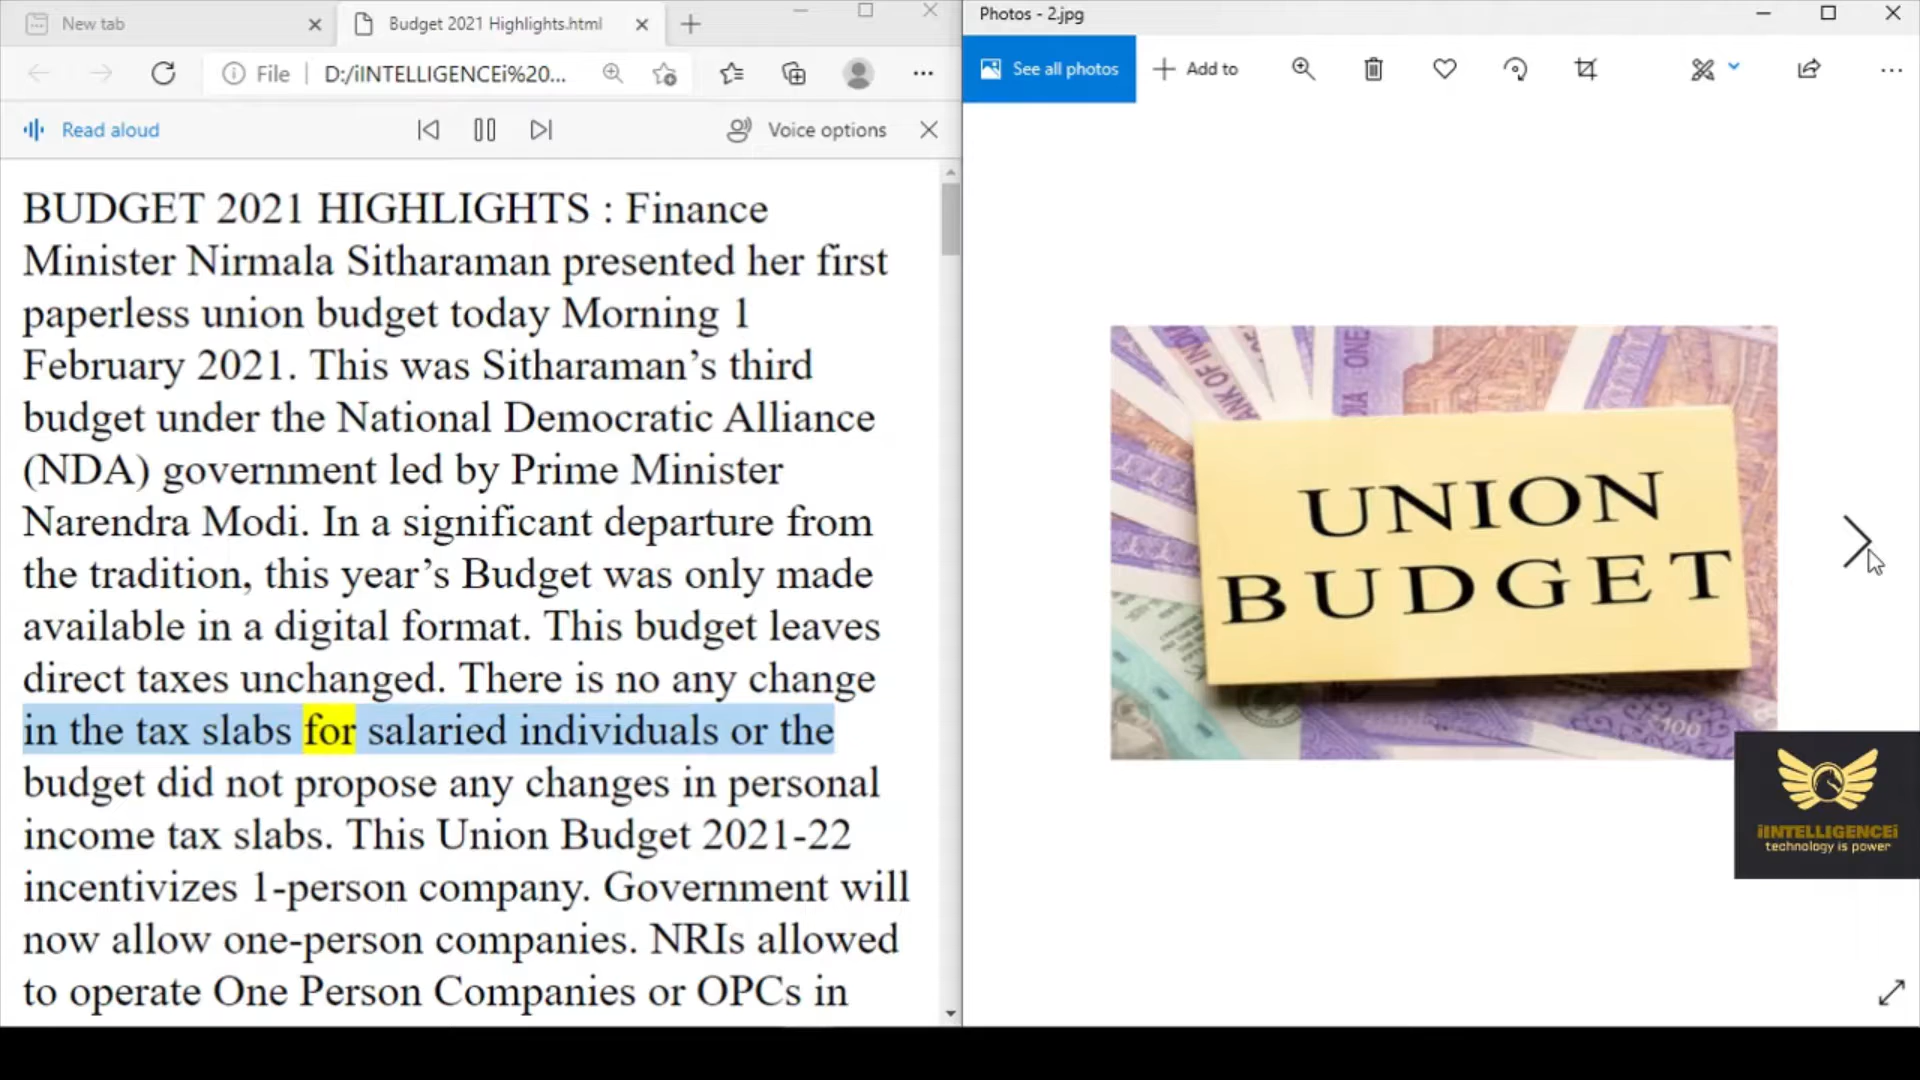 New tab
Budget 2021 Highlights.html
File
D:/iINTELLIGENCEi%20...
Read aloud
Voice options
BUDGET 2021 HIGHLIGHTS : Finance
Minister Nirmala Sitharaman presented her first
paperless union budget today Morning 1
February 2021. This was Sitharaman’s third
budget under the National Democratic Alliance
(NDA) government led by Prime Minister
Narendra Modi. In a significant departure from
the tradition, this year’s Budget was only made
available in a digital format. This budget leaves
direct taxes unchanged. There is no any change
in the tax slabs for salaried individuals or the
budget did not propose any changes in personal
income tax slabs. This Union Budget 2021-22
incentivizes 1-person company. Government will
now allow one-person companies. NRIs allowed
to operate One Person Companies or OPCs in
Photos - 2.jpg
See all photos
Add to
BANK OF INDIA
UNION
BUDGET
100
iINTELLIGENCEi
technology is power